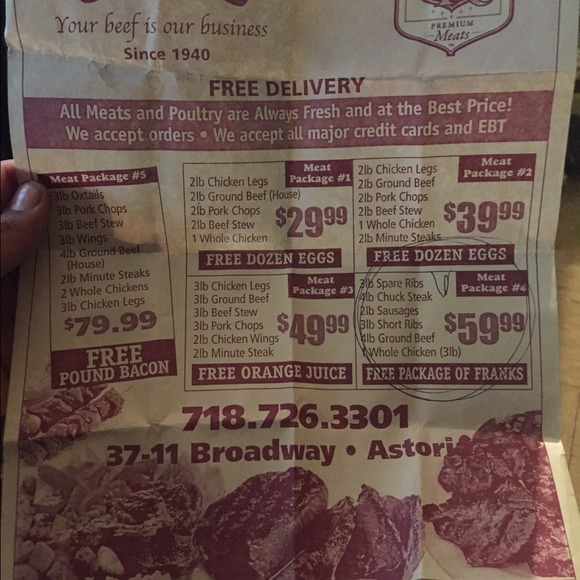 Your beef is our business
Since 1940
PREMIUM
Meats
FREE DELIVERY
All Meats and Poultry are Always Fresh and at the Best Price!
We accept orders • We accept all major credit cards and EBT
Meat Package #5
3lb Oxtails
3lb Pork Chops
3lb Beef Stew
3lb Wings
4lb Ground Beef
(House)
2lb Minute Steaks
2 Whole Chickens
3lb Chicken Legs
$79.99
FREE
POUND BACON
Meat
Package #1
2lb Chicken Legs
2lb Ground Beef (House)
2lb Pork Chops
2lb Beef Stew
1 Whole Chicken
$29.99
FREE DOZEN EGGS
Meat
Package #2
2lb Chicken Legs
2lb Ground Beef
2lb Pork Chops
2lb Beef Stew
1 Whole Chicken
2lb Minute Steaks
$39.99
FREE DOZEN EGGS
Meat
Package #3
3lb Chicken Legs
3lb Ground Beef
3lb Beef Stew
3lb Pork Chops
2lb Chicken Wings
2lb Minute Steak
$49.99
FREE ORANGE JUICE
Meat
Package #4
3lb Spare Ribs
4lb Chuck Steak
2lb Sausages
3lb Short Ribs
4lb Ground Beef
1 Whole Chicken (3lb)
$59.99
FREE PACKAGE OF FRANKS
718.726.3301
37-11 Broadway • Astori